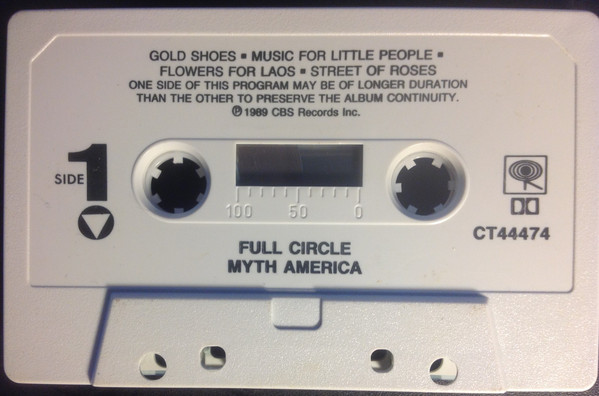 GOLD SHOES ▪ MUSIC FOR LITTLE PEOPLE ▪
FLOWERS FOR LAOS ▪ STREET OF ROSES
ONE SIDE OF THIS PROGRAM MAY BE OF LONGER DURATION
THAN THE OTHER TO PRESERVE THE ALBUM CONTINUITY.
℗ 1989 CBS Records Inc.
SIDE 1
100 50 0
CT44474
FULL CIRCLE
MYTH AMERICA